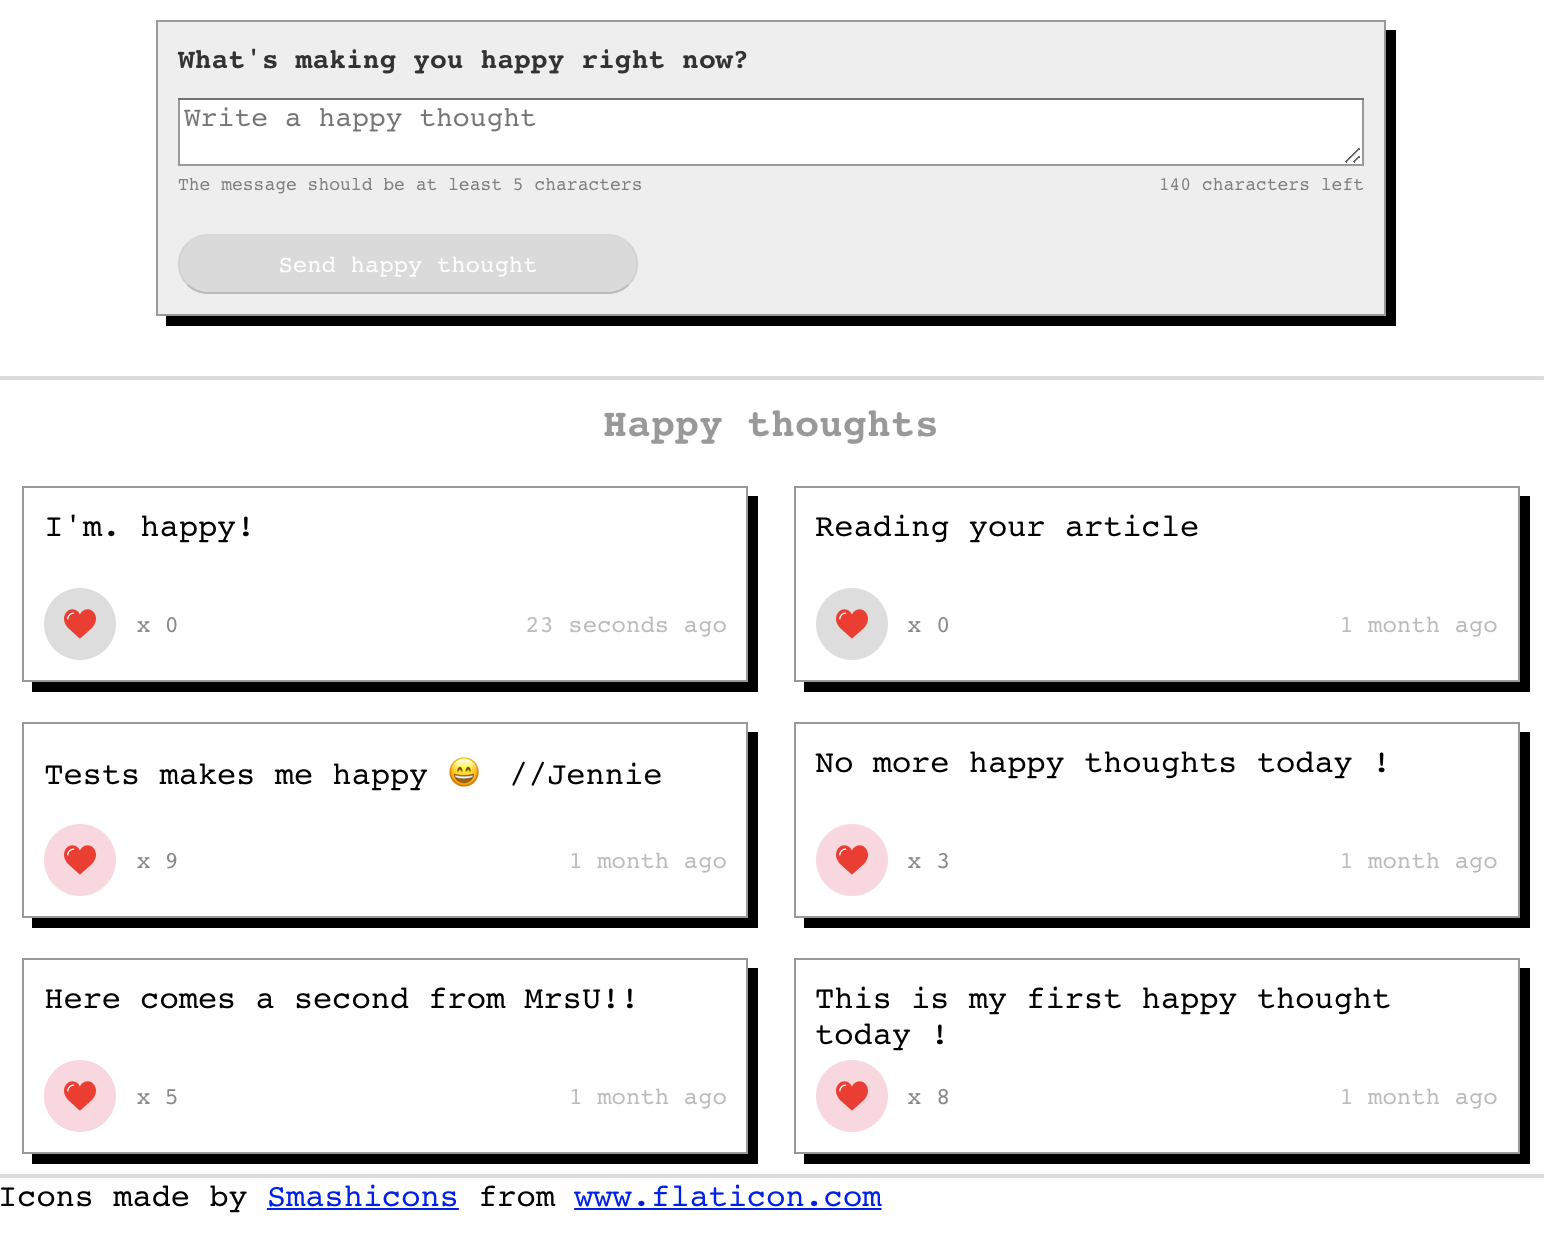 What's making you happy right now?
Write a happy thought
The message should be at least 5 characters
140 characters left
Send happy thought
Happy thoughts
I'm. happy!
x 0
23 seconds ago
Reading your article
x 0
1 month ago
Tests makes me happy 😄 //Jennie
x 9
1 month ago
No more happy thoughts today !
x 3
1 month ago
Here comes a second from MrsU!!
x 5
1 month ago
This is my first happy thought
today !
x 8
1 month ago
Icons made by Smashicons from www.flaticon.com